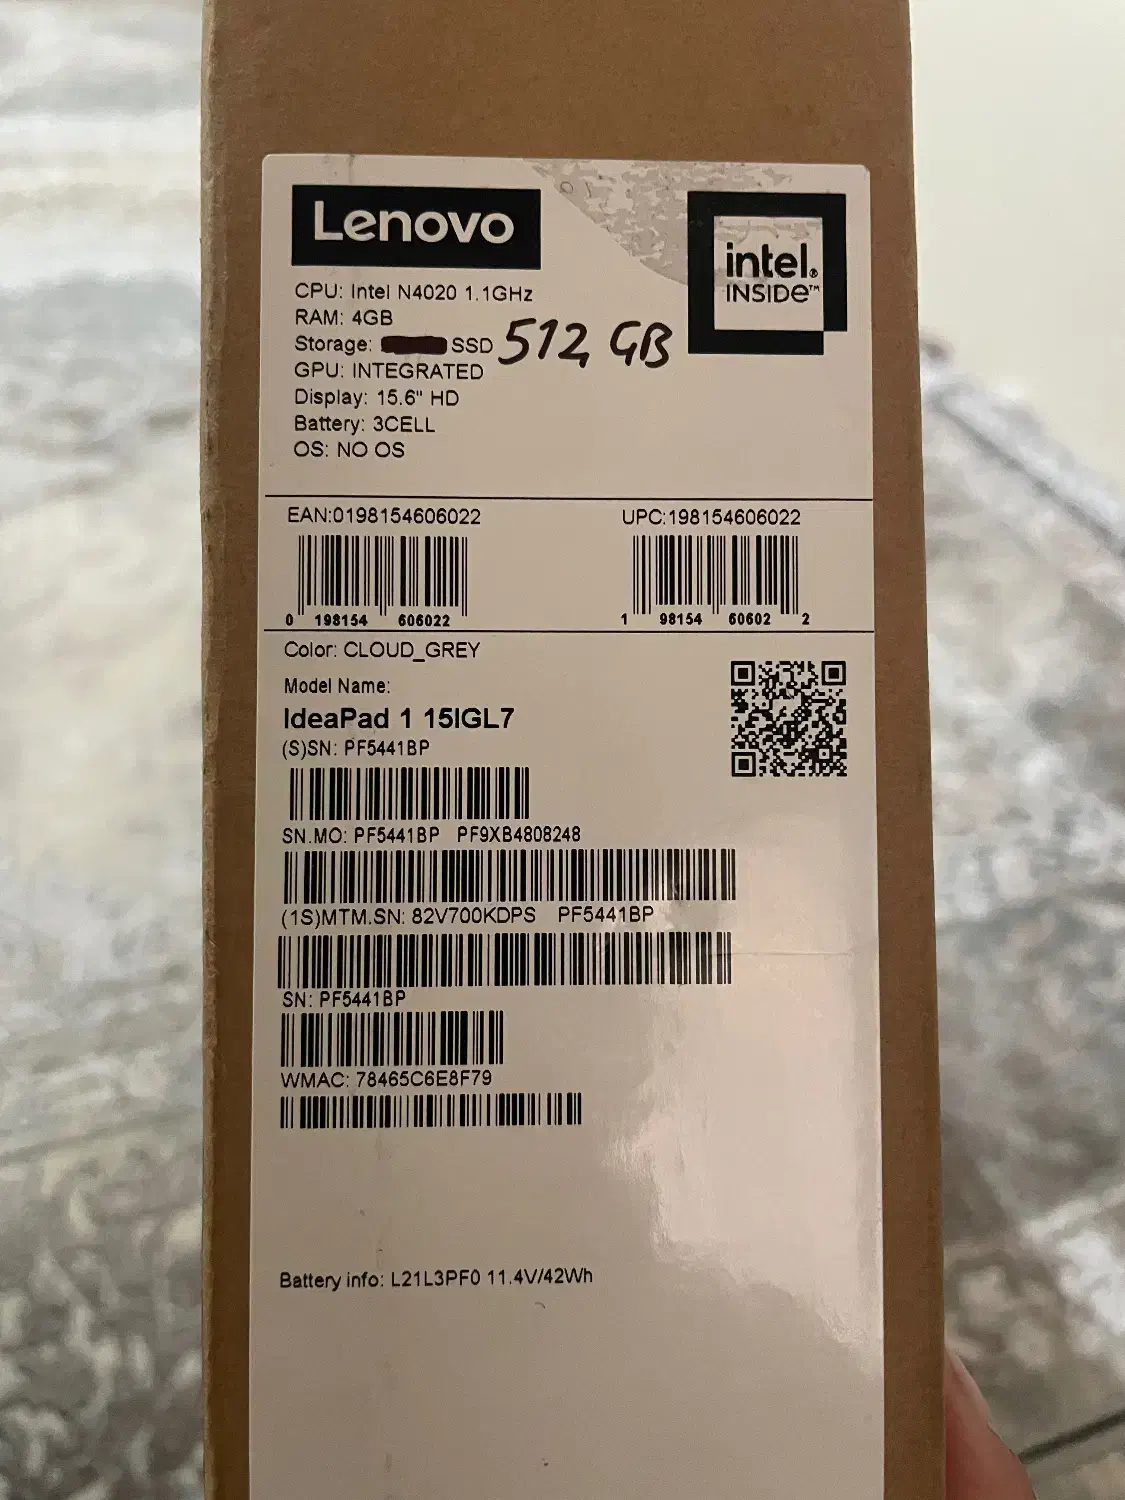 Lenovo
intel.
INSIDE™
CPU: Intel N4020 1.1GHz
RAM: 4GB
Storage: SSD 512 GB
GPU: INTEGRATED
Display: 15.6" HD
Battery: 3CELL
OS: NO OS
EAN:0198154606022
UPC:198154606022
0 198154 606022
1 98154 60602 2
Color: CLOUD_GREY
Model Name:
IdeaPad 1 15IGL7
(S)SN: PF5441BP
SN.MO: PF5441BP PF9XB4808248
(1S)MTM.SN: 82V700KDPS PF5441BP
SN: PF5441BP
WMAC: 78465C6E8F79
Battery info: L21L3PF0 11.4V/42Wh